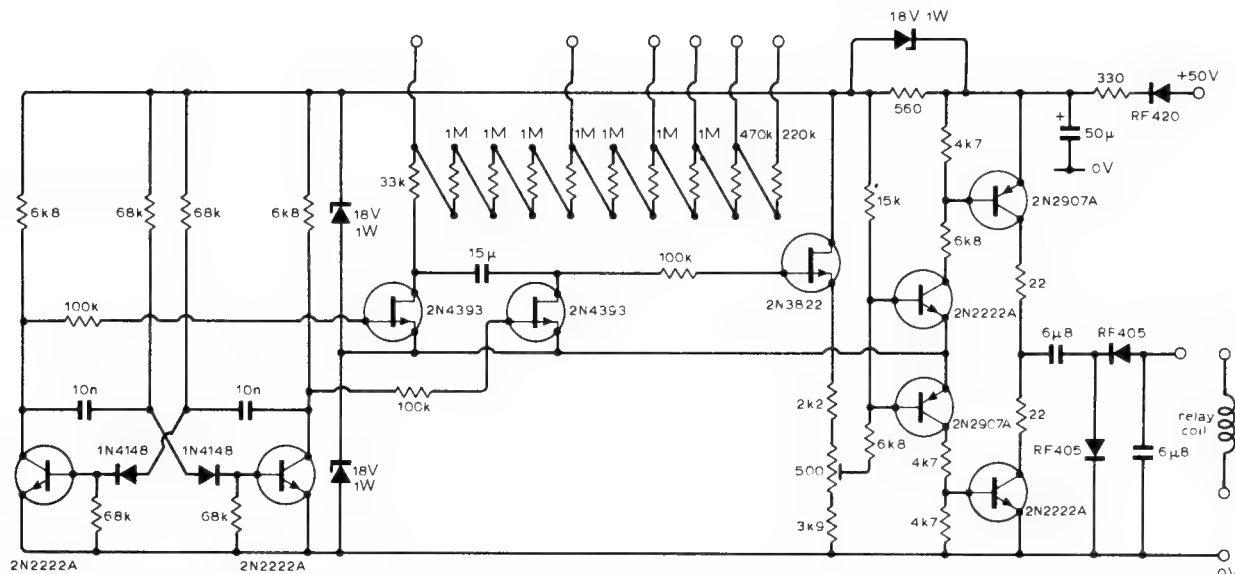 18V 1W
+50V
330
RF420
560
50µ
+
0V
1M
1M
1M
1M
1M
1M
1M
470k
220k
33k
4k7
15k
2N2907A
6k8
68k
68k
6k8
18V
1W
6k8
15µ
100k
22
100k
2N4393
2N4393
2N3822
2N2222A
6µ8
RF405
10n
10n
100k
2k2
2N2907A
22
relay
coil
1N4148
1N4148
18V
1W
500
6k8
4k7
RF405
6µ8
68k
68k
3k9
4k7
2N2222A
2N2222A
2N2222A
0V